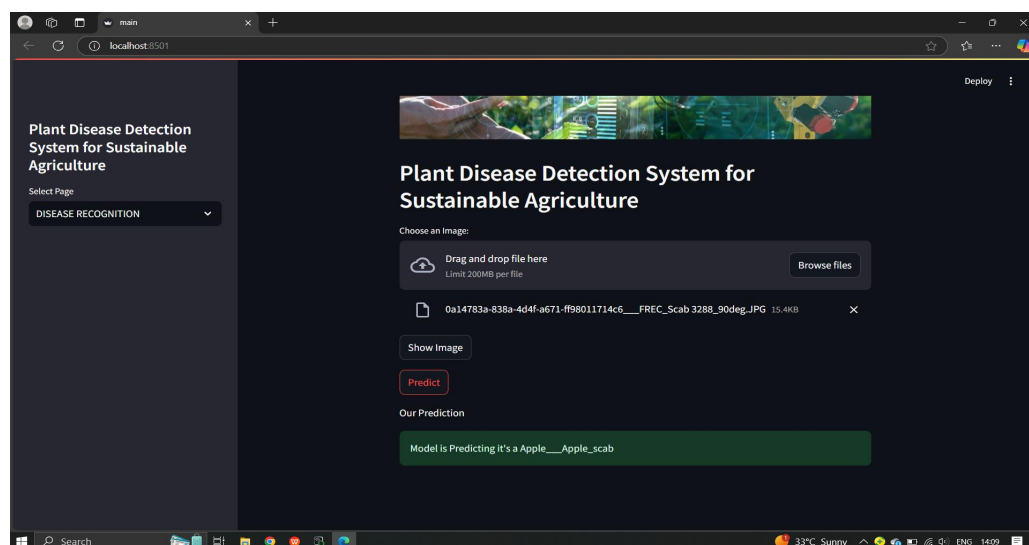 main
localhost:8501
Deploy
Plant Disease Detection
System for Sustainable
Agriculture
Select Page
DISEASE RECOGNITION
Plant Disease Detection System for
Sustainable Agriculture
Choose an Image:
Drag and drop file here
Limit 200MB per file
Browse files
0a14783a-838a-4d4f-a671-ff98011714c6___FREC_Scab 3288_90deg.JPG 15.4KB
Show Image
Predict
Our Prediction
Model is Predicting it's a Apple___Apple_scab
Search
33°C Sunny
ENG
14:09